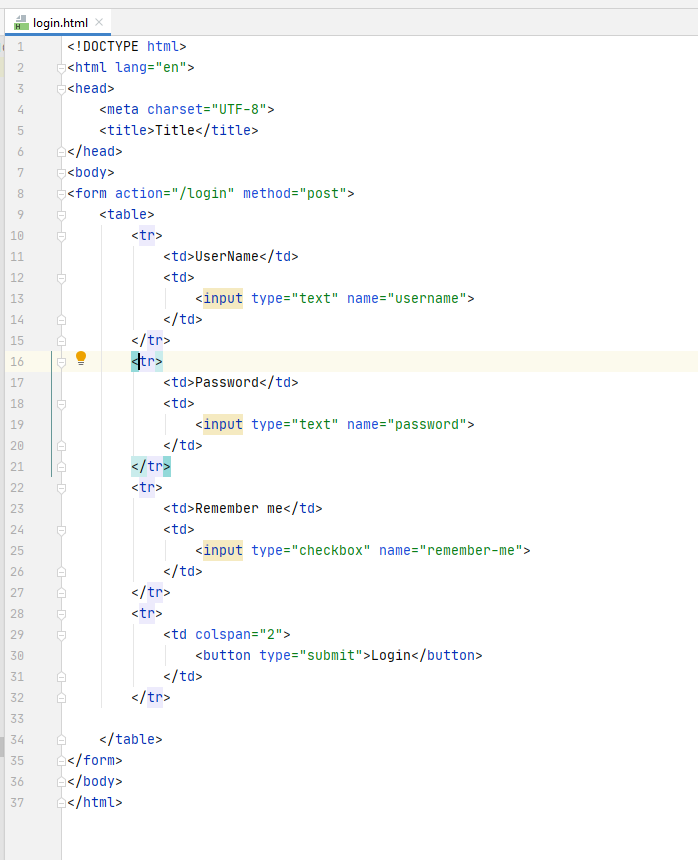 login.html
1 <!DOCTYPE html>
2 <html lang="en">
3 <head>
4     <meta charset="UTF-8">
5     <title>Title</title>
6 </head>
7 <body>
8 <form action="/login" method="post">
9     <table>
10         <tr>
11             <td>UserName</td>
12             <td>
13                 <input type="text" name="username">
14             </td>
15         </tr>
16         <tr>
17             <td>Password</td>
18             <td>
19                 <input type="text" name="password">
20             </td>
21         </tr>
22         <tr>
23             <td>Remember me</td>
24             <td>
25                 <input type="checkbox" name="remember-me">
26             </td>
27         </tr>
28         <tr>
29             <td colspan="2">
30                 <button type="submit">Login</button>
31             </td>
32         </tr>
33
34     </table>
35 </form>
36 </body>
37 </html>